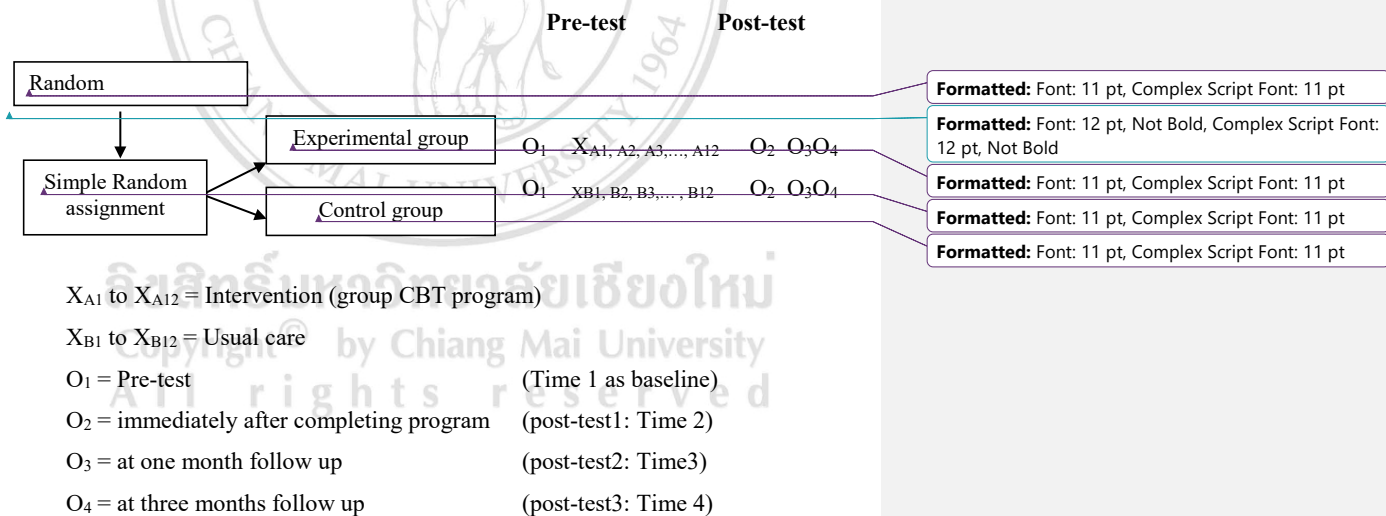 Pre-test Post-test
Random
Formatted: Font: 11 pt, Complex Script Font: 11 pt
Formatted: Font: 12 pt, Not Bold, Complex Script Font:
12 pt, Not Bold
Experimental group O1 XA1, A2, A3,…, A12 O2 O3O4
Formatted: Font: 11 pt, Complex Script Font: 11 pt
Simple Random
assignment
O1 XB1, B2, B3,… , B12 O2 O3O4
Formatted: Font: 11 pt, Complex Script Font: 11 pt
Control group
Formatted: Font: 11 pt, Complex Script Font: 11 pt
XA1 to XA12 = Intervention (group CBT program)
XB1 to XB12 = Usual care
O1 = Pre-test (Time 1 as baseline)
O2 = immediately after completing program (post-test1: Time 2)
O3 = at one month follow up (post-test2: Time3)
O4 = at three months follow up (post-test3: Time 4)
CHIANG MAI UNIVERSITY 1964
ลิขสิทธิ์มหาวิทยาลัยเชียงใหม่
Copyright© by Chiang Mai University
All rights reserved